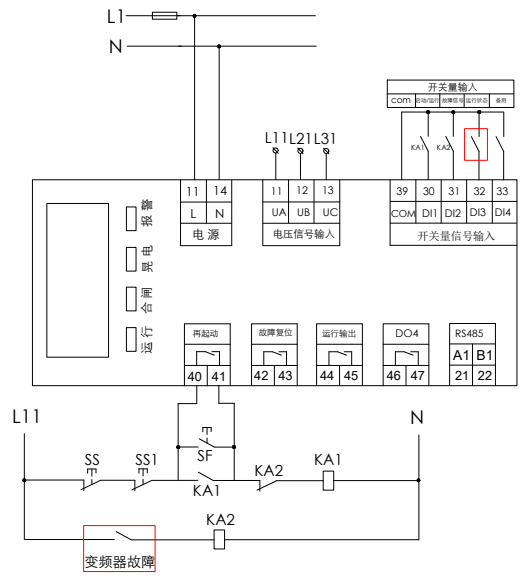 L1
N
开关量输入
com 启动/运行 故障信号 运行状态 备用
L11 L21 L31
KA1 KA2
11 14 11 12 13 39 30 31 32 33
L N UA UB UC COM DI1 DI2 DI3 DI4
电 源 电压信号输入 开关量信号输入
报警
晃电
合闸
运行
再起动 故障复位 运行输出 DO4 RS485
A1 B1
40 41 42 43 44 45 46 47 21 22
L11 N
SF
SS SS1 KA1 KA2 KA1
KA2
变频器故障